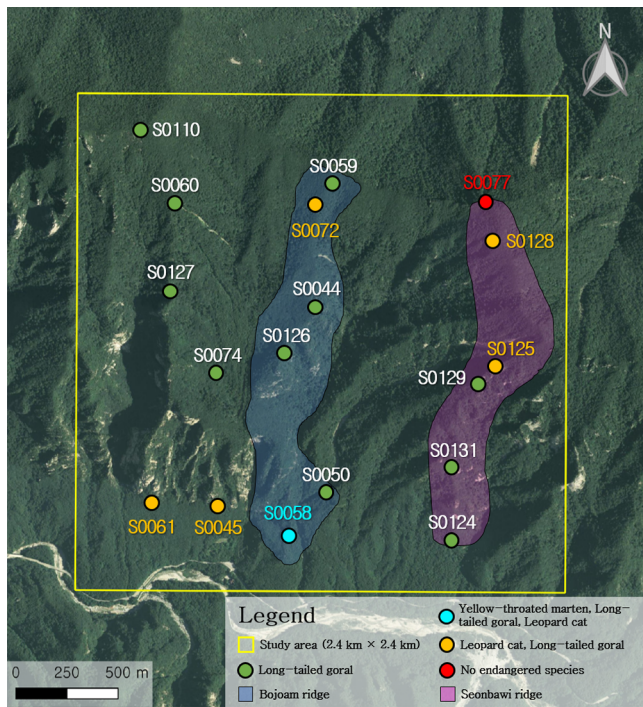 N
S0110
S0059
S0060
S0077
S0072
S0128
S0127
S0044
S0126
S0125
S0074
S0129
S0131
S0050
S0061
S0045
S0058
S0124
Legend
Study area (2.4 km × 2.4 km)
Long-tailed goral
Bojoam ridge
Yellow-throated marten, Long-
tailed goral, Leopard cat
Leopard cat, Long-tailed goral
No endangered species
Seonbawi ridge
0 250 500 m